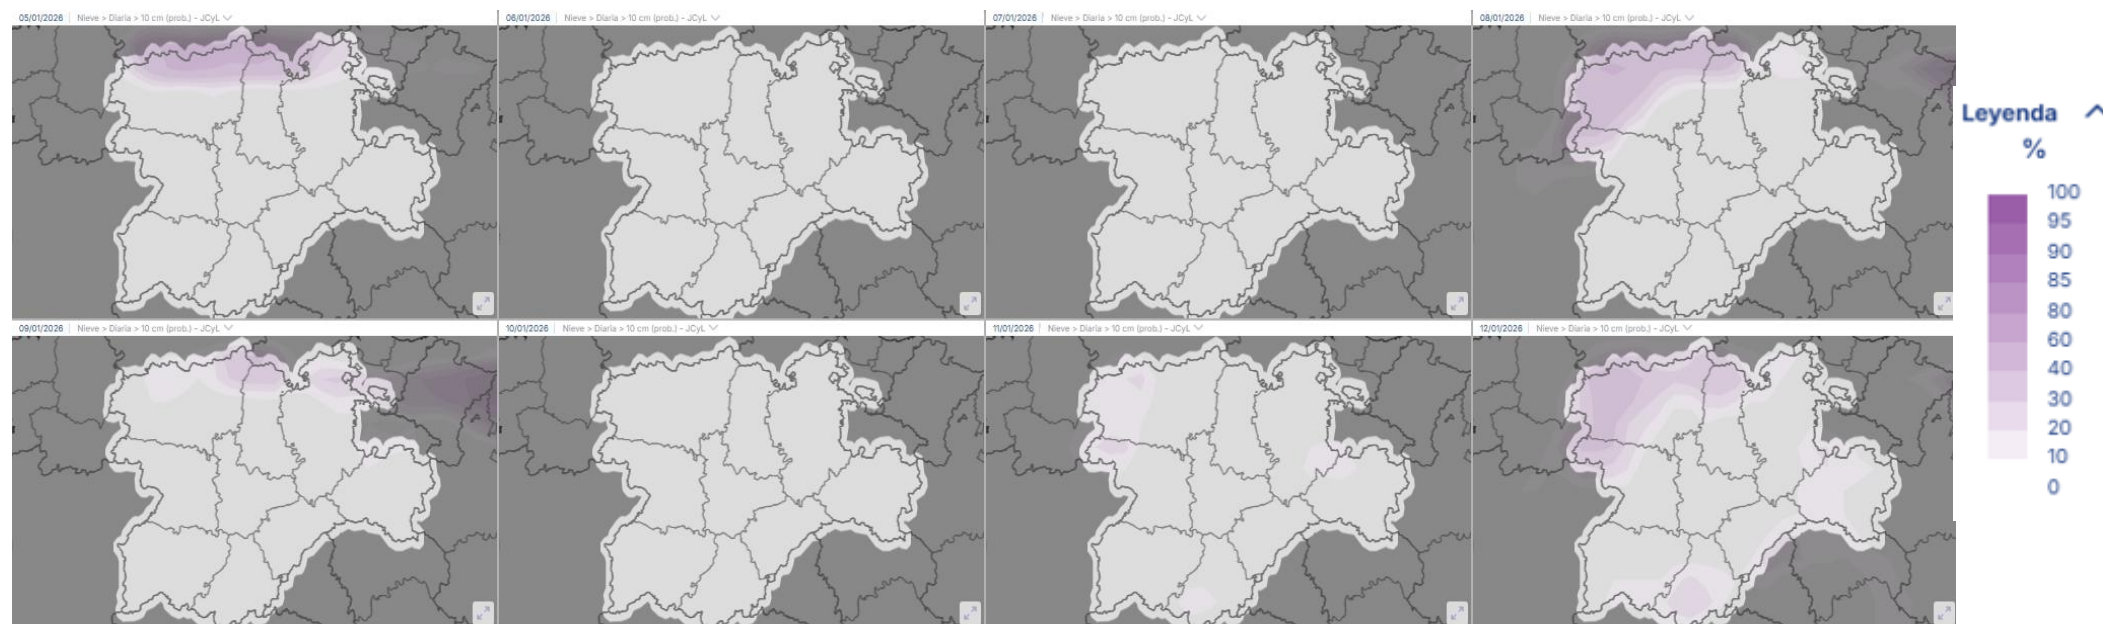 05/01/2026 Nieve > Diaria > 10 cm (prob.) - JCyL
06/01/2026 Nieve > Diaria > 10 cm (prob.) - JCyL
07/01/2026 Nieve > Diaria > 10 cm (prob.) - JCyL
08/01/2026 Nieve > Diaria > 10 cm (prob.) - JCyL
09/01/2026 Nieve > Diaria > 10 cm (prob.) - JCyL
10/01/2026 Nieve > Diaria > 10 cm (prob.) - JCyL
11/01/2026 Nieve > Diaria > 10 cm (prob.) - JCyL
12/01/2026 Nieve > Diaria > 10 cm (prob.) - JCyL
Leyenda
%
100
95
90
85
80
60
40
30
20
10
0